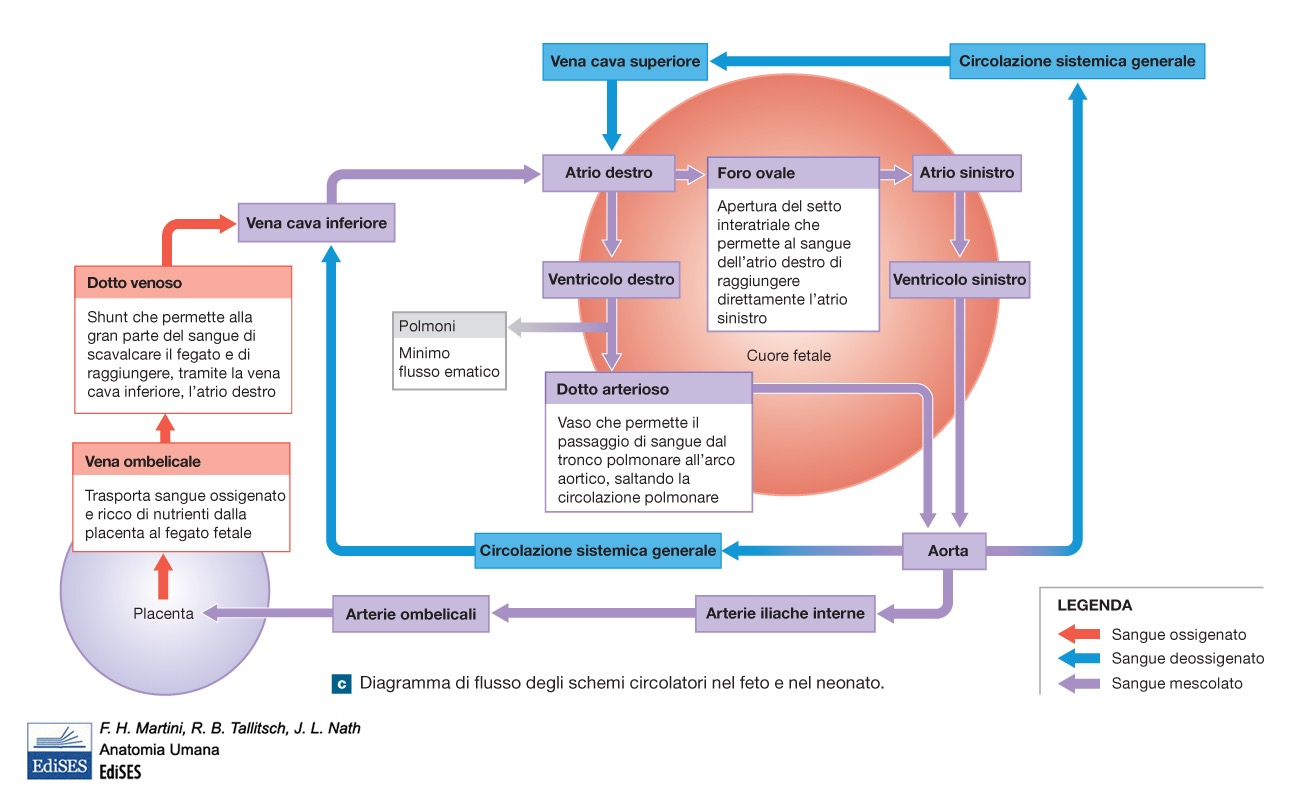 Vena cava superiore
Circolazione sistemica generale
Atrio destro
Foro ovale
Apertura del setto
interatriale che
permette al sangue
dell'atrio destro di
raggiungere
direttamente l'atrio
sinistro
Atrio sinistro
Vena cava inferiore
Ventricolo destro
Ventricolo sinistro
Dotto venoso
Shunt che permette alla
gran parte del sangue di
scavalcare il fegato e di
raggiungere, tramite la vena
cava inferiore, l'atrio destro
Polmoni
Minimo
flusso ematico
Cuore fetale
Dotto arterioso
Vaso che permette il
passaggio di sangue dal
tronco polmonare all'arco
aortico, saltando la
circolazione polmonare
Vena ombelicale
Trasporta sangue ossigenato
e ricco di nutrienti dalla
placenta al fegato fetale
Circolazione sistemica generale
Aorta
Placenta
Arterie ombelicali
Arterie iliache interne
LEGENDA
Sangue ossigenato
Sangue deossigenato
Sangue mescolato
c Diagramma di flusso degli schemi circolatori nel feto e nel neonato.
F. H. Martini, R. B. Tallitsch, J. L. Nath
Anatomia Umana
EdiSES
EdiSES